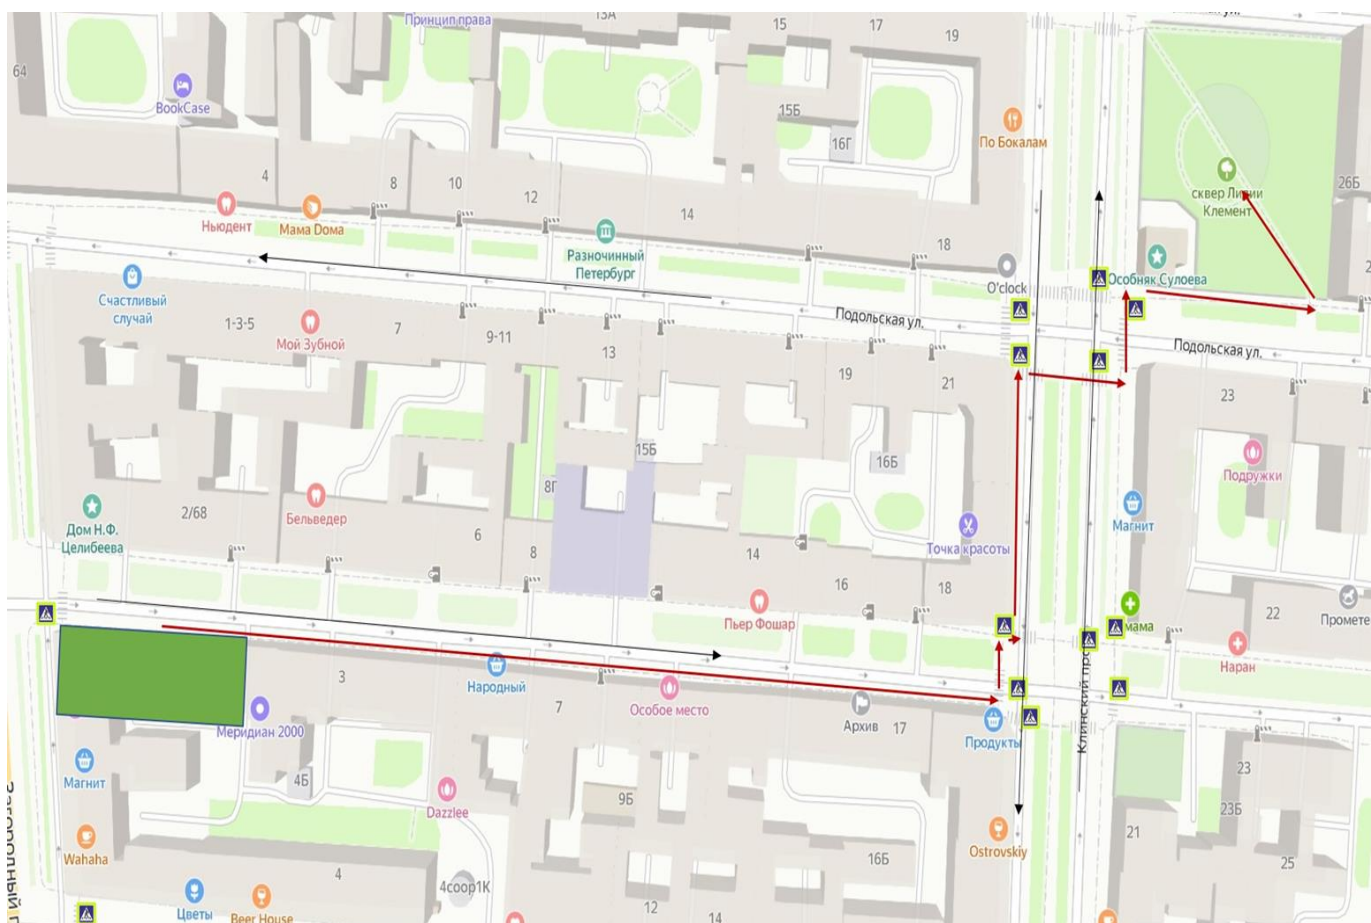 Принцип права
13А
15
17
19
64
BookCase
15Б
16Г
По Бокалам
4
8
10
12
14
18
сквер Лидии
Клемент
26Б
Ньюдент
Мама Doma
Разночинный
Петербург
O'clock
Особняк Сулоева
Счастливый
случай
1-3-5
Мой Зубной
7
9-11
13
19
21
Подольская ул.
Подольская ул.
23
15Б
16Б
8Г
Подружки
Дом Н.Ф.
Целибеева
2/68
Бельведер
6
8
14
16
18
Точка красоты
Магнит
Пьер Фошар
мама
22
Промете
Наран
3
Народный
7
Особое место
Архив
17
Продукты
Клинский про
Меридиан 2000
Магнит
4Б
Dazzlee
9Б
23
23Б
21
25
Wahaha
4
4соор1К
16Б
Ostrovskiy
Цветы
Beer House
12
14